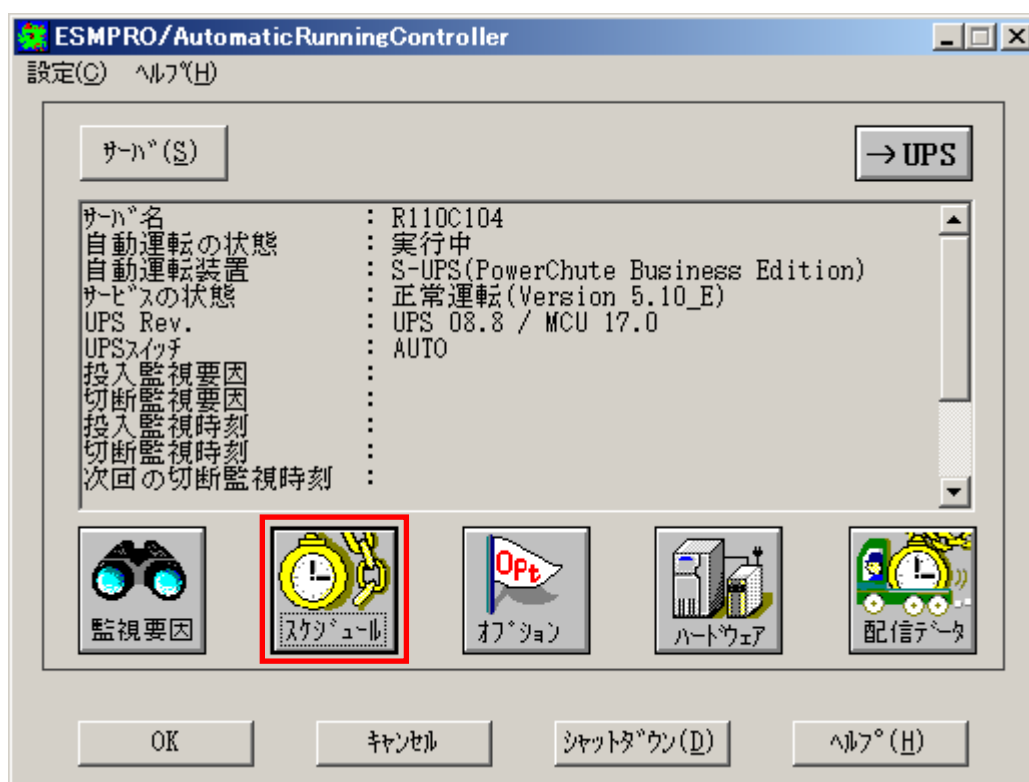 ESMPRO/AutomaticRunningController
設定(C) ﾍﾙﾌﾟ(H)
ｻｰﾊﾞ(S)
→UPS
ｻｰﾊﾞ名 : R110C104
自動運転の状態 : 実行中
自動運転装置 : S-UPS(PowerChute Business Edition)
ｻｰﾋﾞｽの状態 : 正常運転(Version 5.10_E)
UPS Rev. : UPS 08.8 / MCU 17.0
UPSｽｲｯﾁ : AUTO
投入監視要因 :
切断監視要因 :
投入監視時刻 :
切断監視時刻 :
次回の切断監視時刻 :
監視要因
ｽｹｼﾞｭｰﾙ
Opt
ｵﾌﾟｼｮﾝ
ﾊｰﾄﾞｳｪｱ
配信ﾃﾞｰﾀ
OK
ｷｬﾝｾﾙ
ｼｬｯﾄﾀﾞｳﾝ(D)
ﾍﾙﾌﾟ(H)